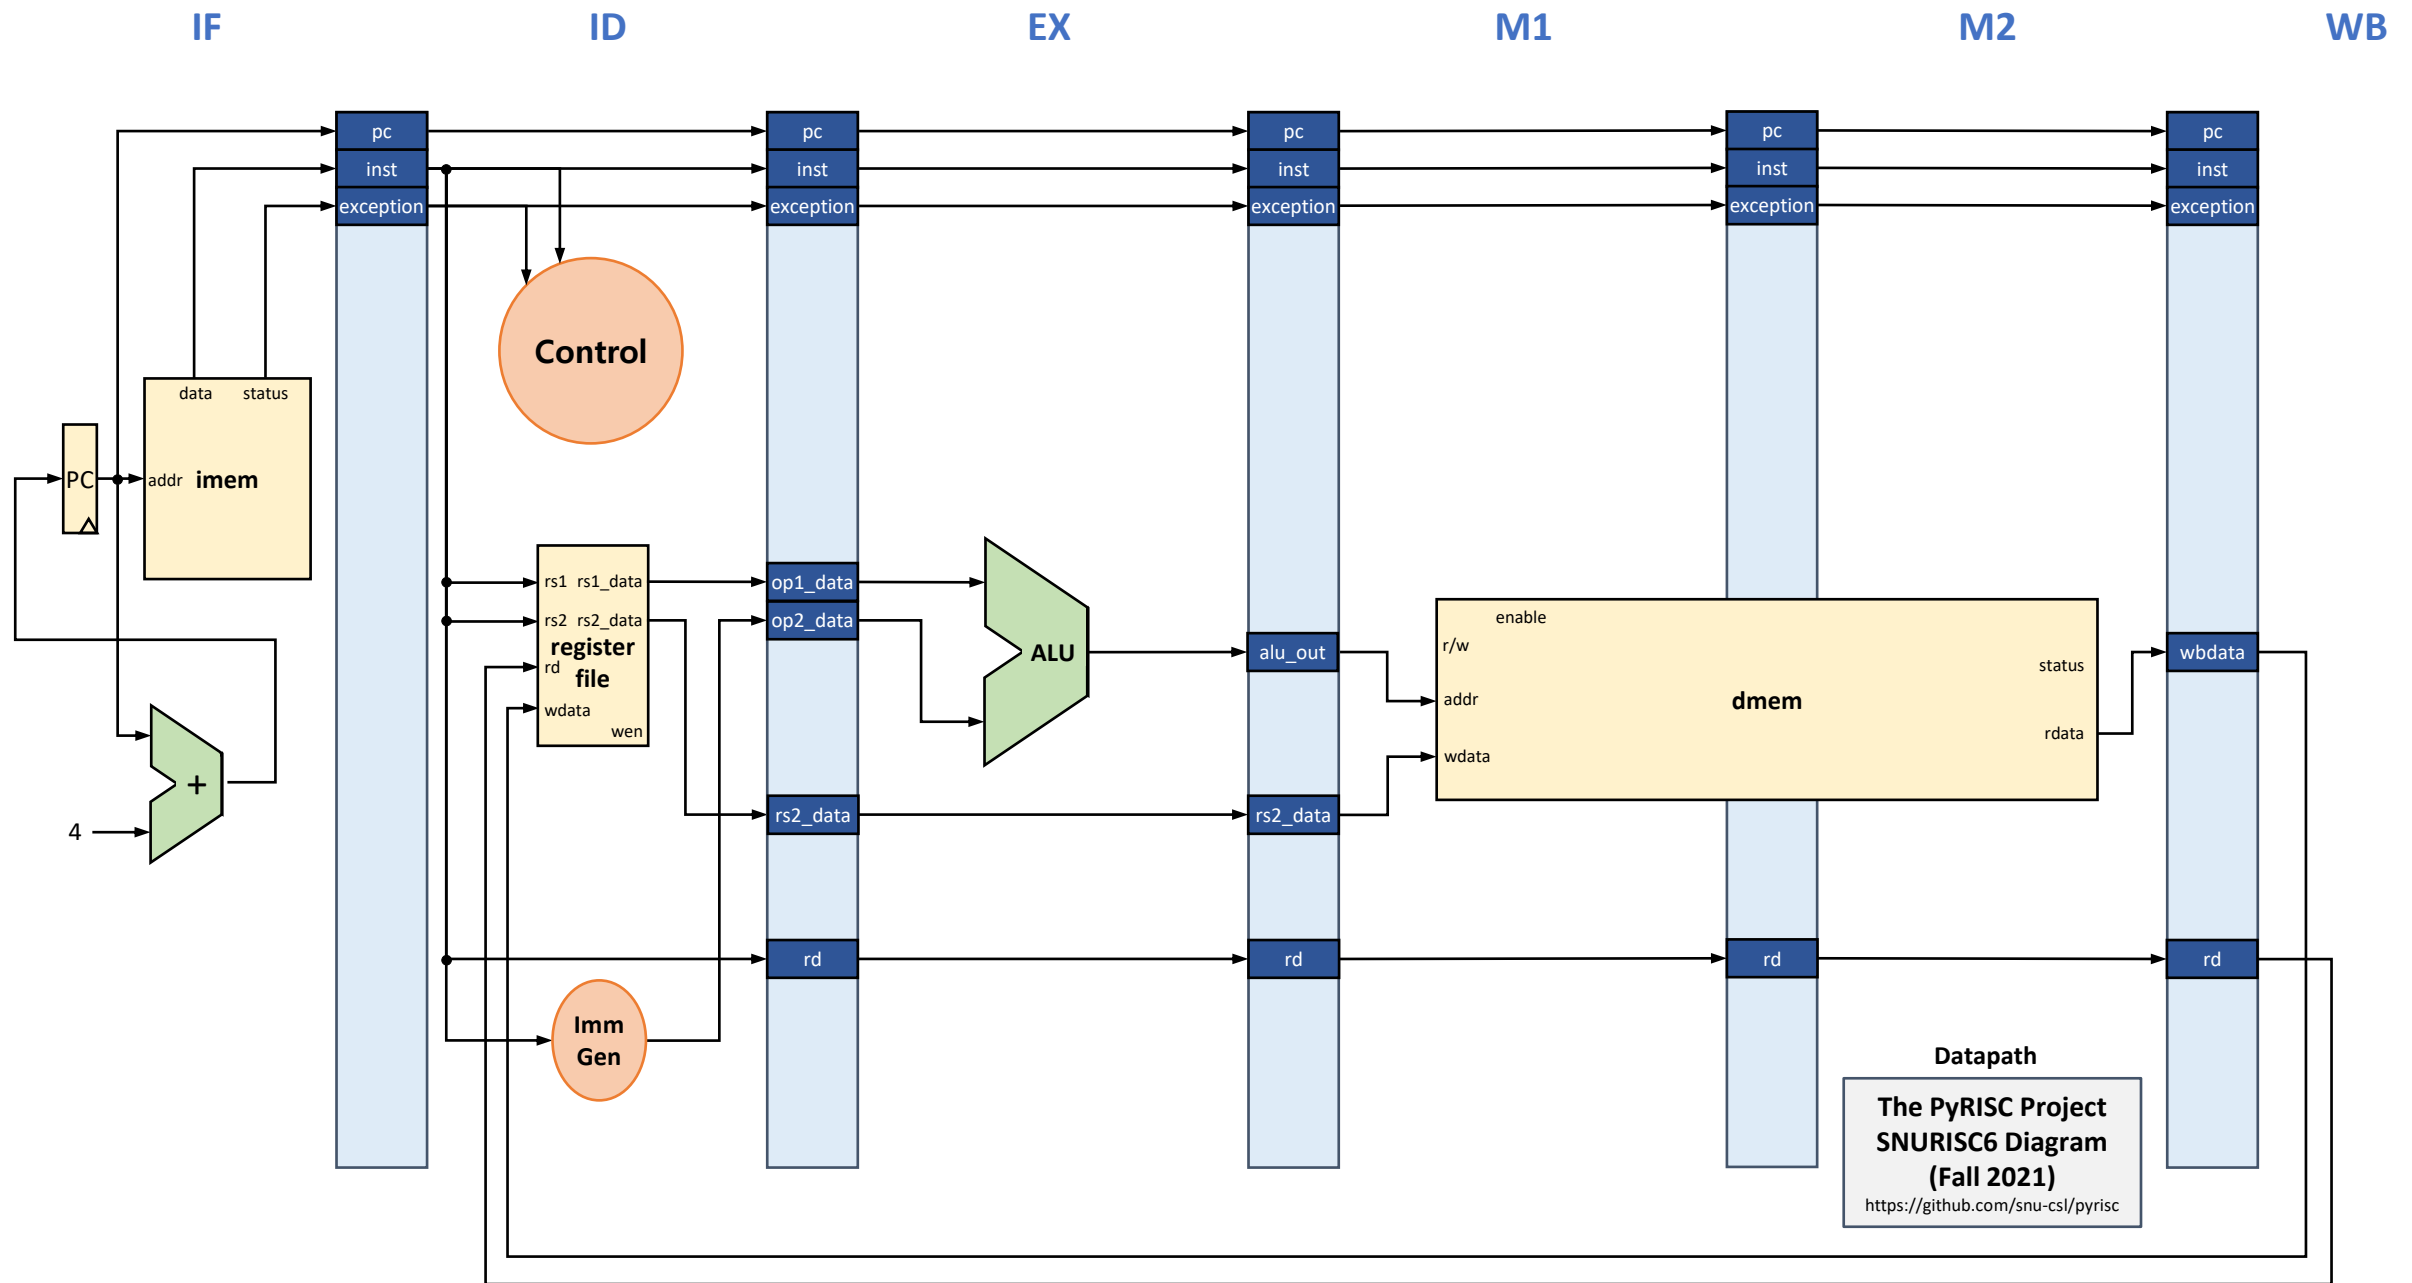 IF
ID
EX
M1
M2
WB
pc
pc
pc
pc
pc
inst
inst
inst
inst
inst
exception
exception
exception
exception
exception
Control
data
status
PC
addr
imem
rs1
rs1_data
rs2
rs2_data
register
file
rd
wdata
wen
op1_data
op2_data
ALU
alu_out
enable
r/w
addr
wdata
dmem
status
rdata
wbdata
+
4
rs2_data
rs2_data
rd
rd
rd
rd
Imm
Gen
Datapath
The PyRISC Project
SNURISC6 Diagram
(Fall 2021)
https://github.com/snu-csl/pyrisc